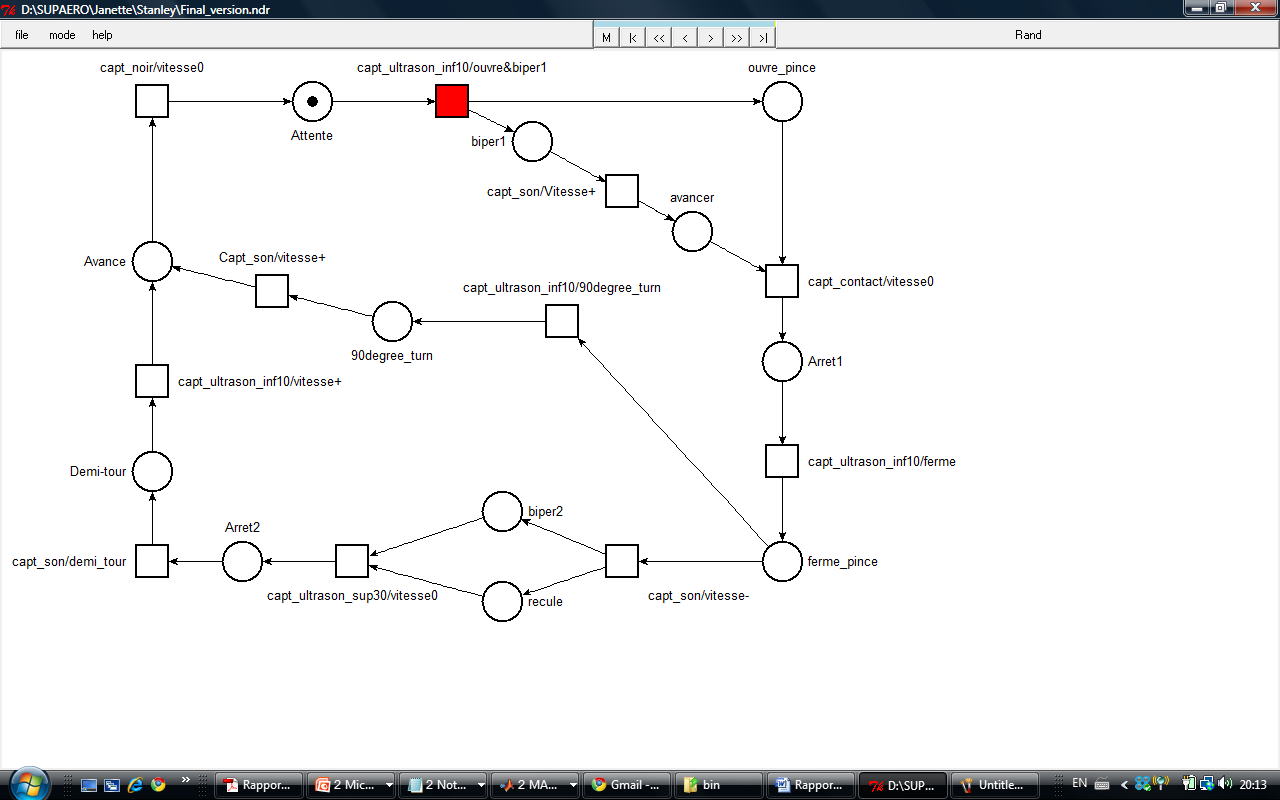 D:\SUPAERO\Janette\Stanley\Final_version.ndr
file mode help M |< << < > >> >| Rand
capt_noir/vitesse0 capt_ultrason_inf10/ouvre&biper1 ouvre_pince
Attente
biper1
capt_son/Vitesse+
avancer
Avance
Capt_son/vitesse+
capt_ultrason_inf10/90degree_turn
capt_contact/vitesse0
90degree_turn
Arret1
capt_ultrason_inf10/vitesse+
capt_ultrason_inf10/ferme
Demi-tour
biper2
Arret2
capt_son/demi_tour
ferme_pince
capt_ultrason_sup30/vitesse0
recule
capt_son/vitesse-
» Rappor... 2 Mic... 2 Not... 2 MA... Gmail -... bin Rappor... D:\SUP... Untitle... EN < 20:13